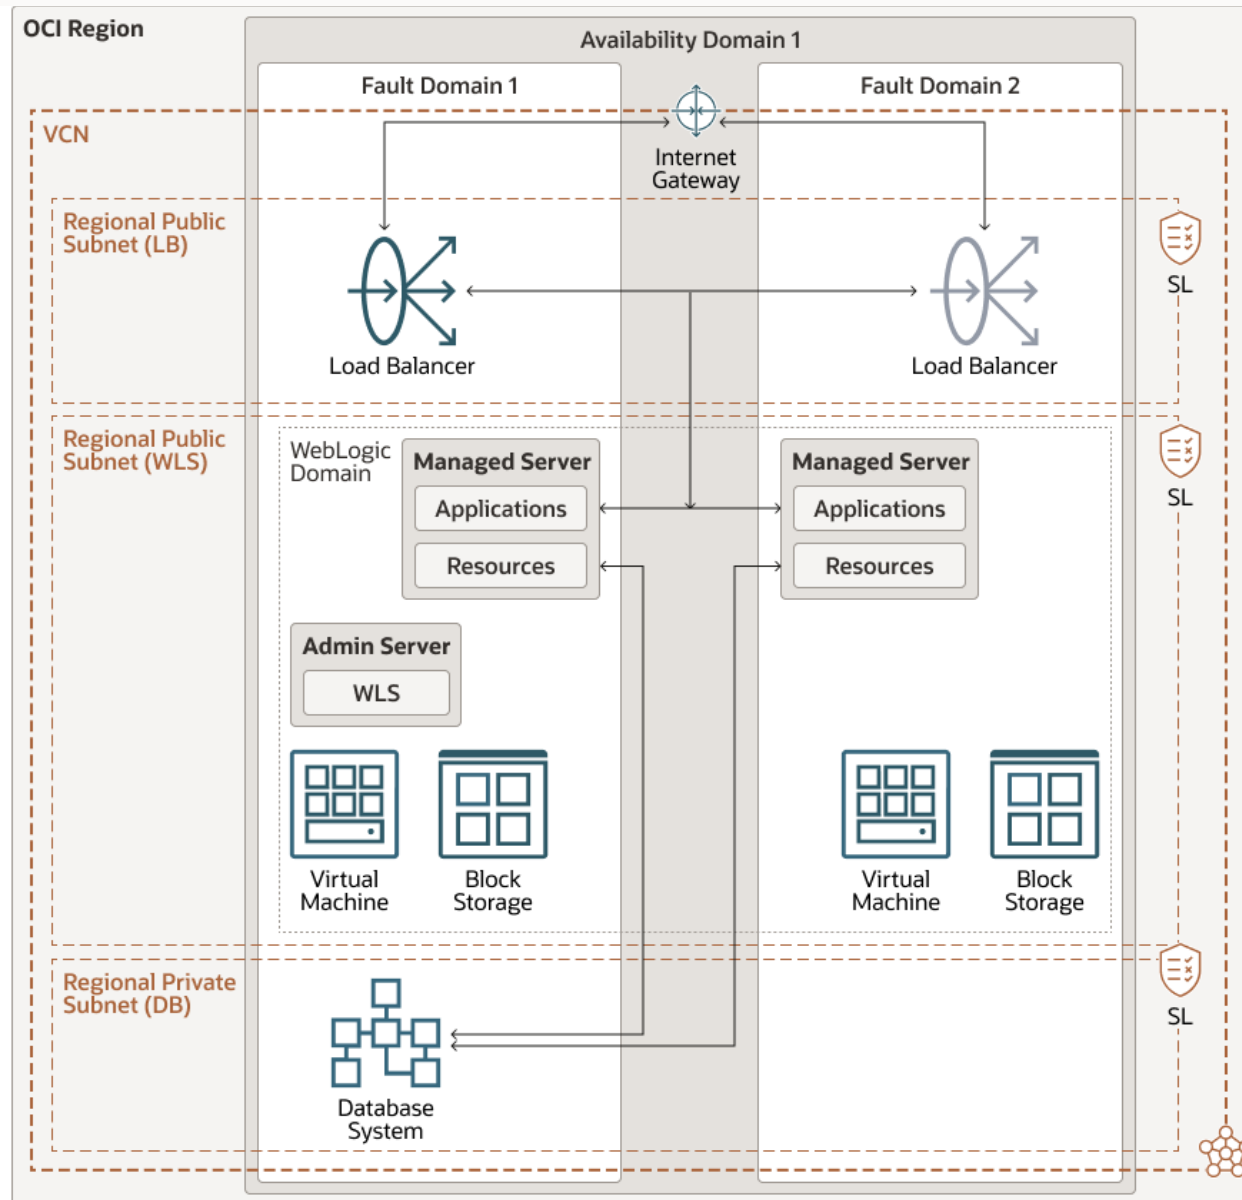 OCI Region
Availability Domain 1
Fault Domain 1
Fault Domain 2
VCN
Internet
Gateway
Regional Public
Subnet (LB)
SL
Load Balancer
Load Balancer
Regional Public
Subnet (WLS)
WebLogic
Domain
Managed Server
Applications
Resources
Managed Server
Applications
Resources
SL
Admin Server
WLS
Virtual
Machine
Block
Storage
Virtual
Machine
Block
Storage
Regional Private
Subnet (DB)
SL
Database
System